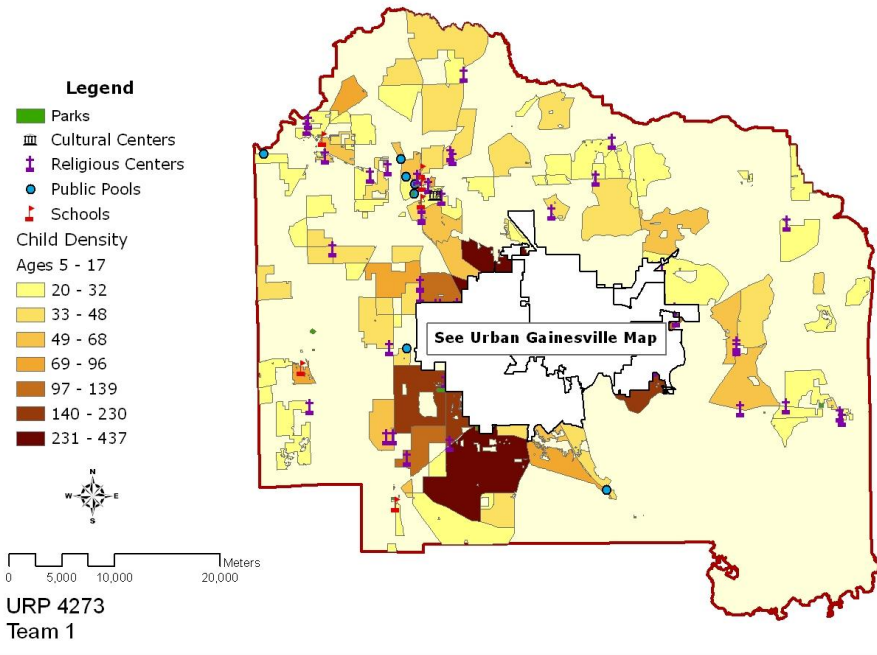 Legend
Parks
Cultural Centers
Religious Centers
Public Pools
Schools
Child Density
Ages 5 - 17
20 - 32
33 - 48
49 - 68
69 - 96
97 - 139
140 - 230
231 - 437
N
W E
S
Meters
0 5,000 10,000 20,000
URP 4273
Team 1
See Urban Gainesville Map